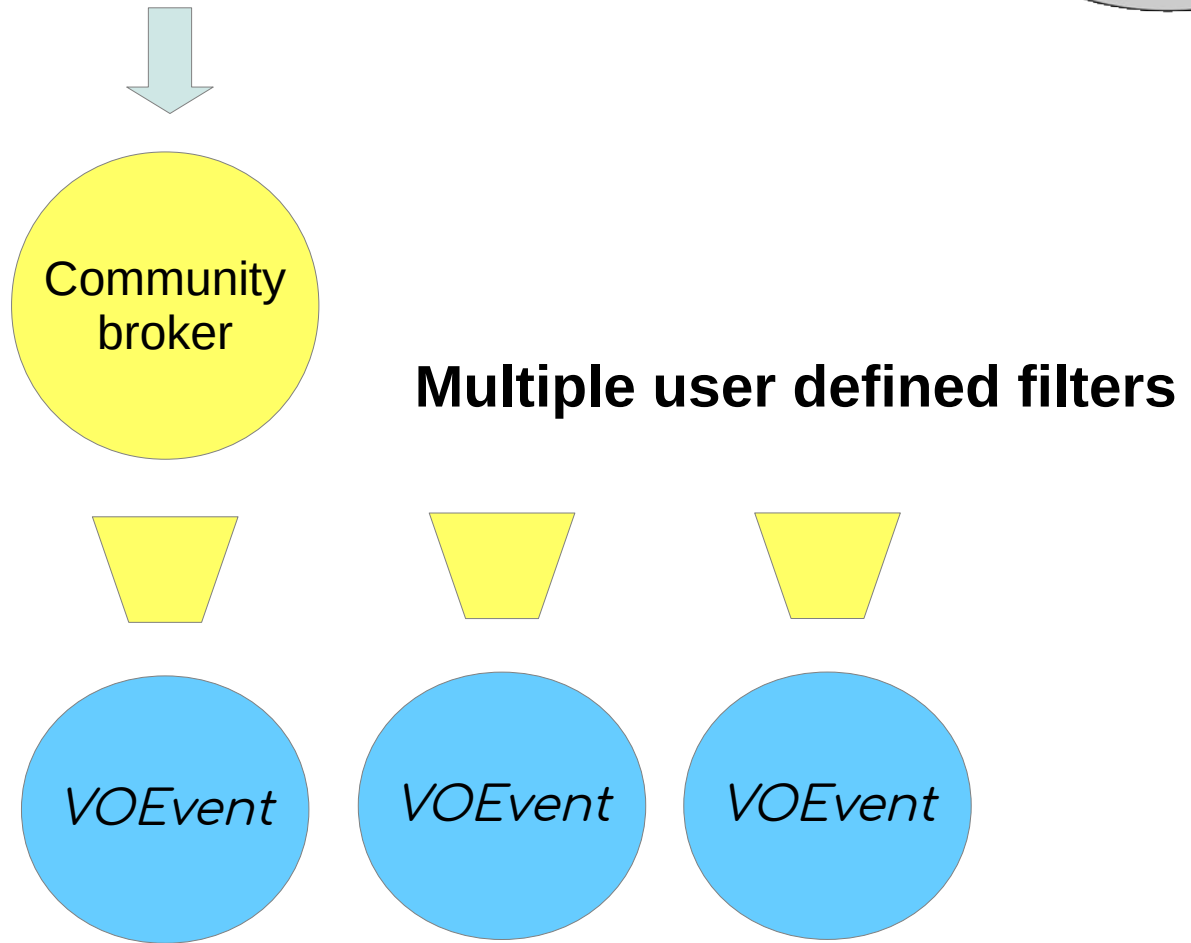 Community
broker
Multiple user defined filters
VOEvent
VOEvent
VOEvent